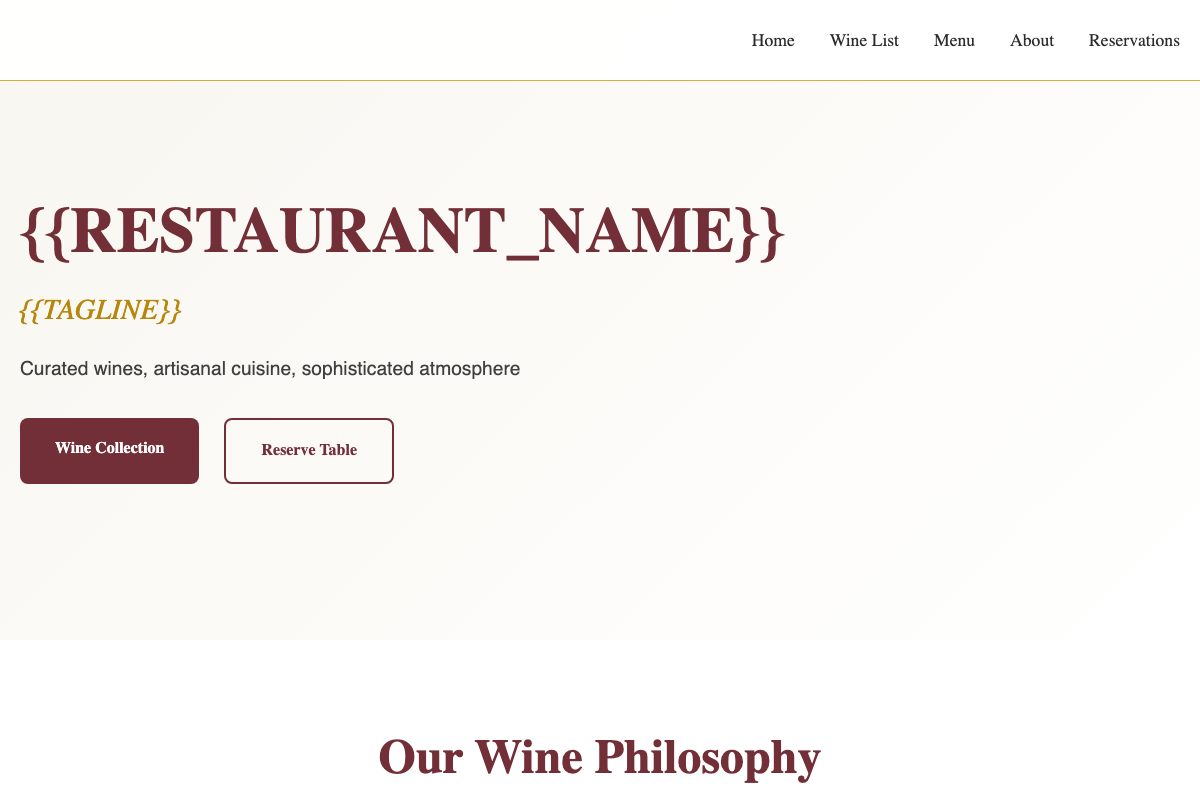 Home Wine List Menu About Reservations
{{RESTAURANT_NAME}}
{{TAGLINE}}
Curated wines, artisanal cuisine, sophisticated atmosphere
Wine Collection Reserve Table
Our Wine Philosophy